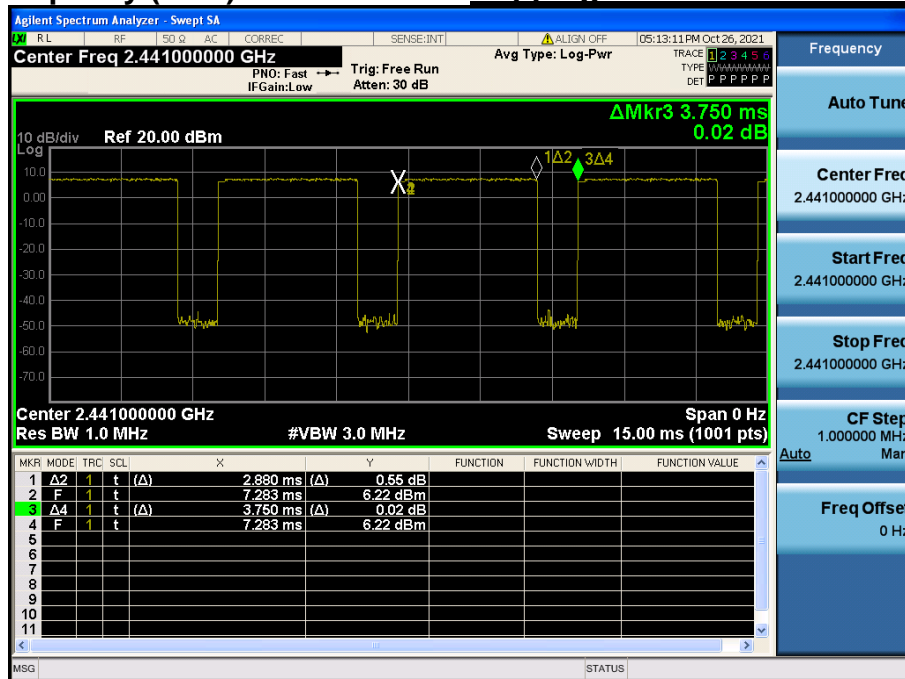 Agilent Spectrum Analyzer - Swept SA
LXI RL RF 50 Ω AC CORREC SENSE:INT ALIGN OFF 05:13:11 PM Oct 26, 2021
Center Freq 2.441000000 GHz
PNO: Fast
IFGain:Low
Trig: Free Run
Atten: 30 dB
Avg Type: Log-Pwr
TRACE 1 2 3 4 5 6
TYPE WWWWWW
DET P P P P P P
ΔMkr3 3.750 ms
0.02 dB
10 dB/div Ref 20.00 dBm
Log
1Δ2 3Δ4
10.0
0.00
-10.0
-20.0
-30.0
-40.0
-50.0
-60.0
-70.0
X
Center 2.441000000 GHz Span 0 Hz
Res BW 1.0 MHz #VBW 3.0 MHz Sweep 15.00 ms (1001 pts)
MKR MODE TRC SCL X Y FUNCTION FUNCTION WIDTH FUNCTION VALUE
1 Δ2 1 t (Δ) 2.880 ms (Δ) 0.55 dB
2 F 1 t 7.283 ms 6.22 dBm
3 Δ4 1 t (Δ) 3.750 ms (Δ) 0.02 dB
4 F 1 t 7.283 ms 6.22 dBm
5
6
7
8
9
10
11
MSG STATUS
Frequency
Auto Tune
Center Freq
2.441000000 GHz
Start Freq
2.441000000 GHz
Stop Freq
2.441000000 GHz
CF Step
1.000000 MHz
Auto Man
Freq Offset
0 Hz